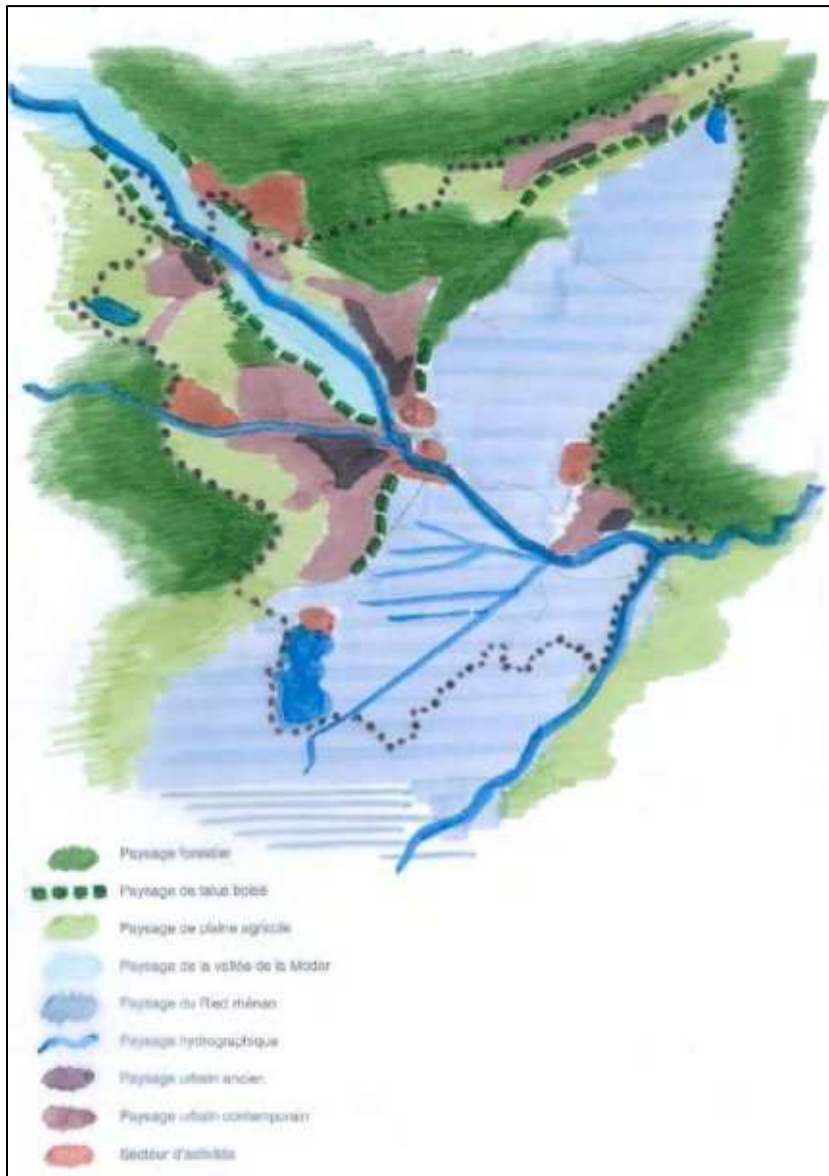 Paysage forestier
Paysage de talus boisé
Paysage de plaine agricole
Paysage de la vallée de la Moder
Paysage du Ried rhénan
Paysage hydrographique
Paysage urbain ancien
Paysage urbain contemporain
Secteur d'activités